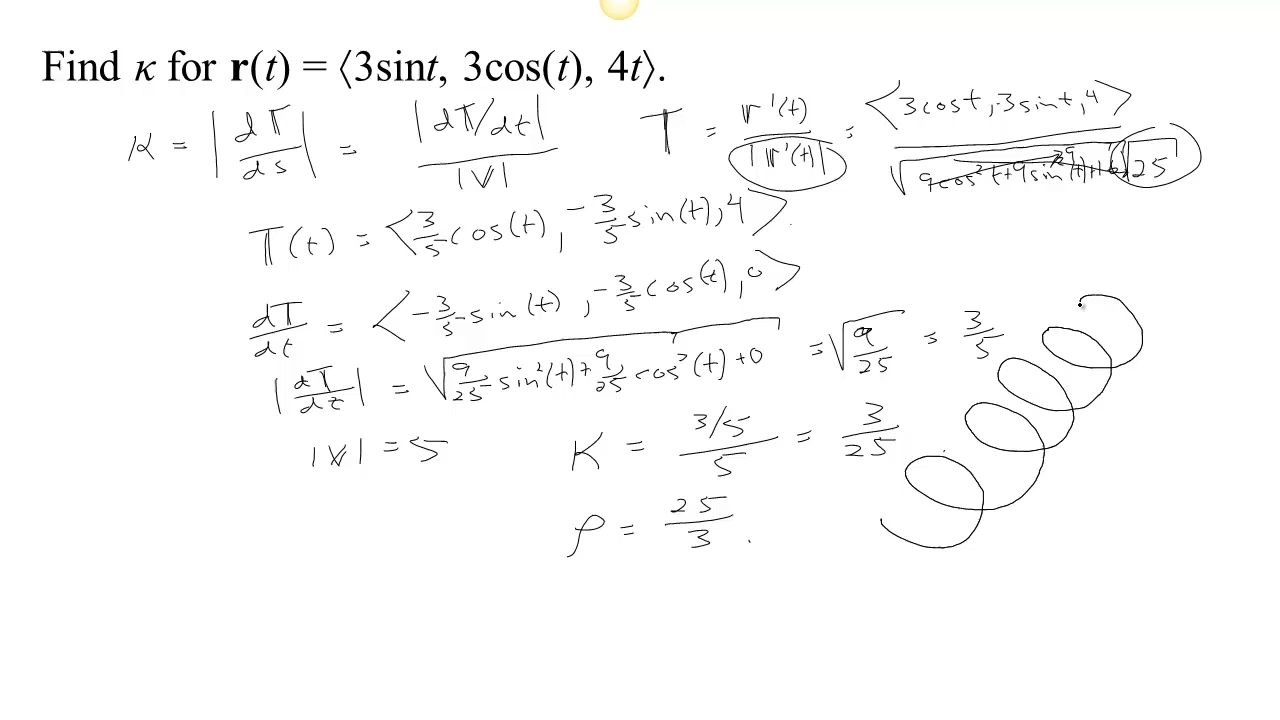 Find κ for r(t) = ⟨3sint, 3cos(t), 4t⟩.
K = |dT/ds| = |dT/dt|/|V|   T = r'(t)/|r'(t)| = <3cost, -3sint, 4>/√25
T(t) = <3/5 cos(t), -3/5 sin(t), 4>.
dT/dt = <-3/5 sin(t), -3/5 cos(t), 0>
|dT/dt| = √(9/25 sin²(t) + 9/25 cos²(t) + 0) = √(9/25) = 3/5
|V| = 5   K = (3/5)/5 = 3/25
ρ = 25/3.